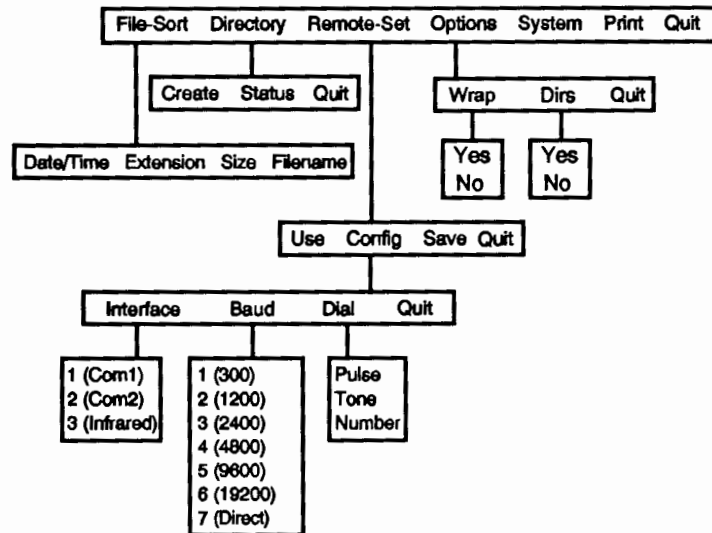 File-Sort Directory Remote-Set Options System Print Quit
Create Status Quit
Wrap Dirs Quit
Yes
No
Yes
No
Date/Time Extension Size Filename
Use Config Save Quit
Interface Baud Dial Quit
1 (Com1)
2 (Com2)
3 (Infrared)
1 (300)
2 (1200)
3 (2400)
4 (4800)
5 (9600)
6 (19200)
7 (Direct)
Pulse
Tone
Number